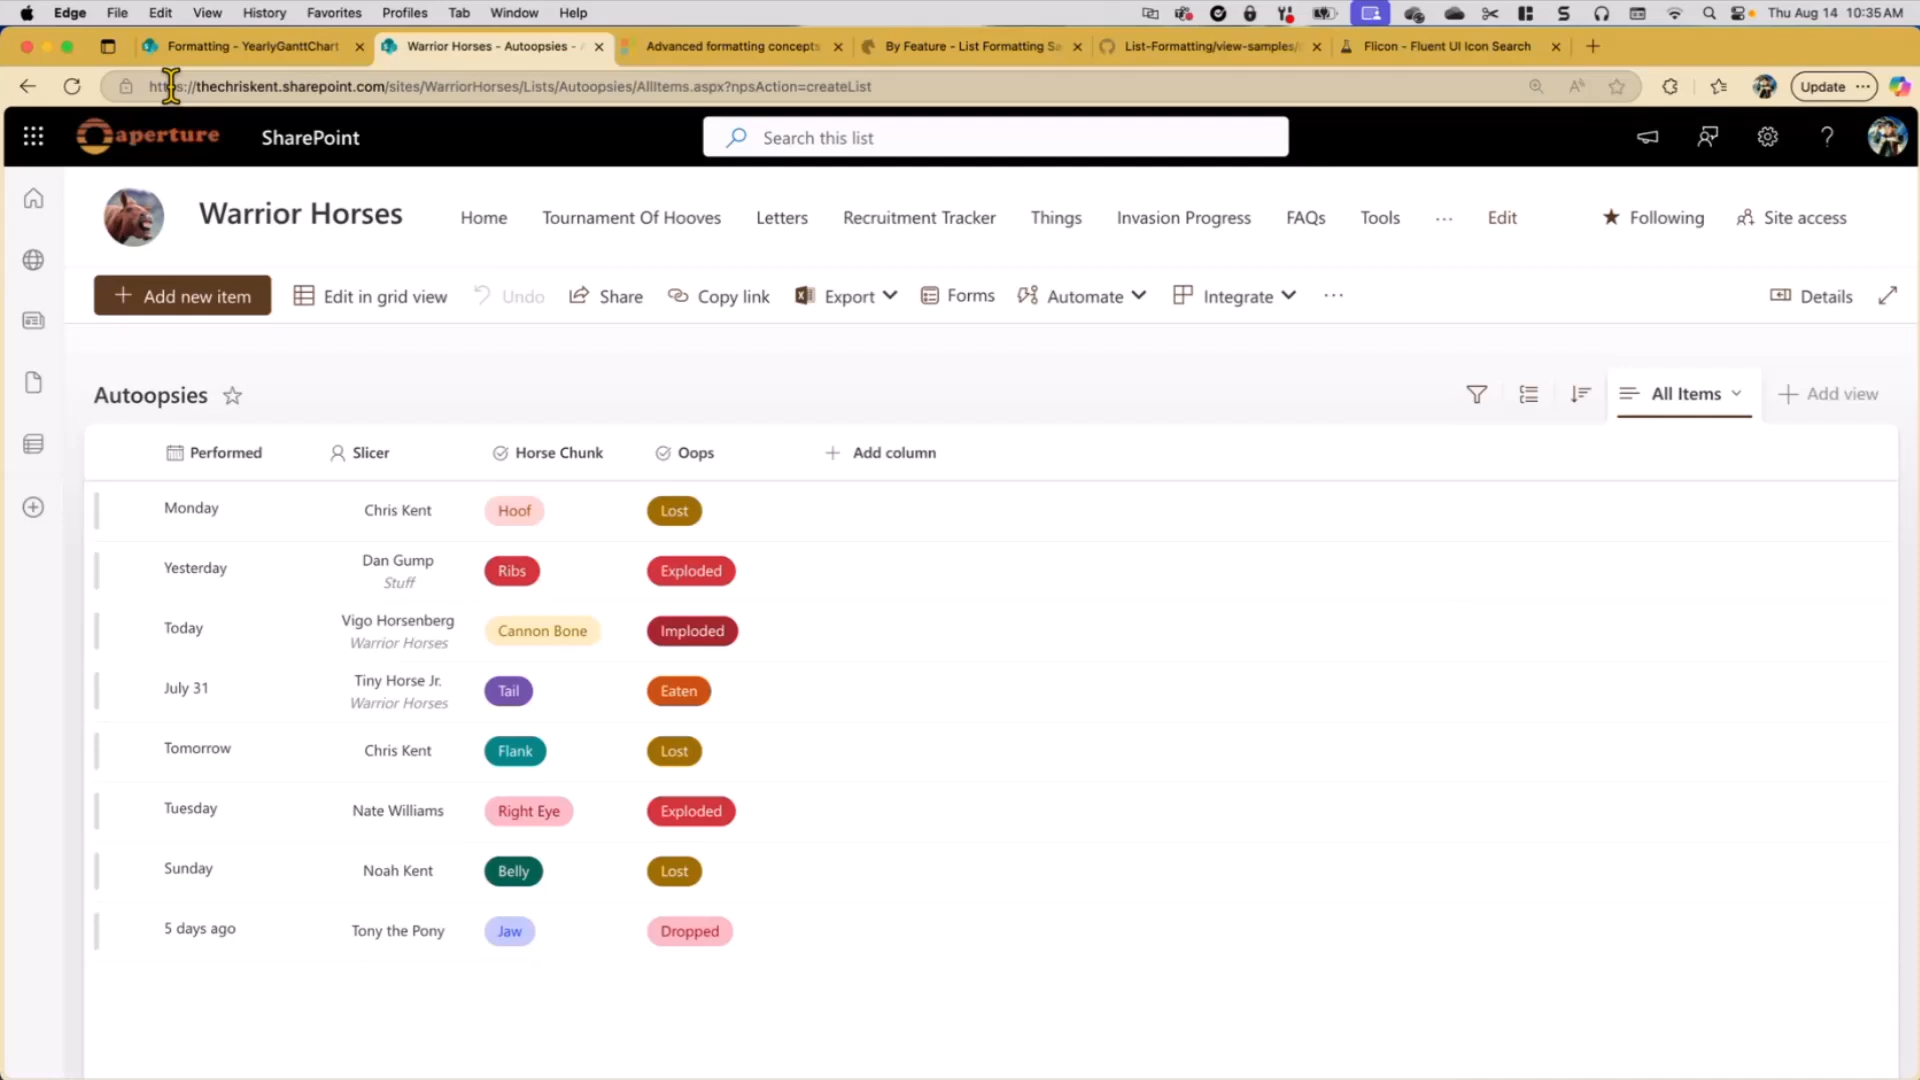 Edge File Edit View History Favorites Profiles Tab Window Help Thu Aug 14 10:35 AM
Formatting - YearlyGanttChart Warrior Horses - Autoopsies - Advanced formatting concepts By Feature - List Formatting Sa List-Formatting/view-samples/ Flicon - Fluent UI Icon Search
https://thechriskent.sharepoint.com/sites/WarriorHorses/Lists/Autoopsies/AllItems.aspx?npsAction=createList Update
aperture SharePoint Search this list
Warrior Horses Home Tournament Of Hooves Letters Recruitment Tracker Things Invasion Progress FAQs Tools ... Edit Following Site access
Add new item Edit in grid view Undo Share Copy link Export Forms Automate Integrate ... Details
Autoopsies All Items Add view
Performed Slicer Horse Chunk Oops Add column
Monday Chris Kent Hoof Lost
Yesterday Dan Gump Ribs Exploded
Stuff
Today Vigo Horsenberg Cannon Bone Imploded
Warrior Horses
July 31 Tiny Horse Jr. Tail Eaten
Warrior Horses
Tomorrow Chris Kent Flank Lost
Tuesday Nate Williams Right Eye Exploded
Sunday Noah Kent Belly Lost
5 days ago Tony the Pony Jaw Dropped